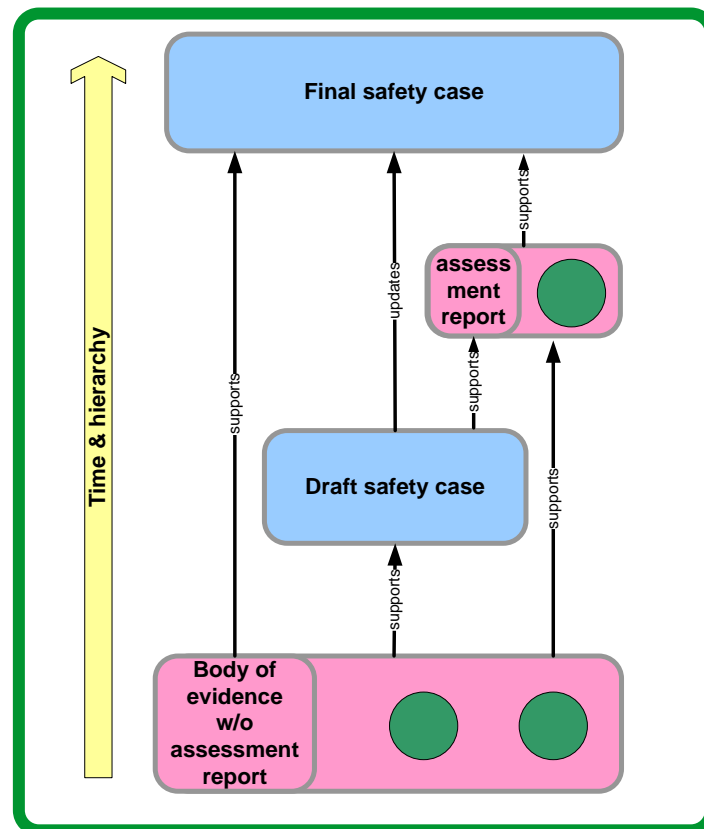 Final safety case
supports
assess
ment
report
updates
supports
supports
Time & hierarchy
Draft safety case
supports
supports
Body of
evidence
w/o
assessment
report